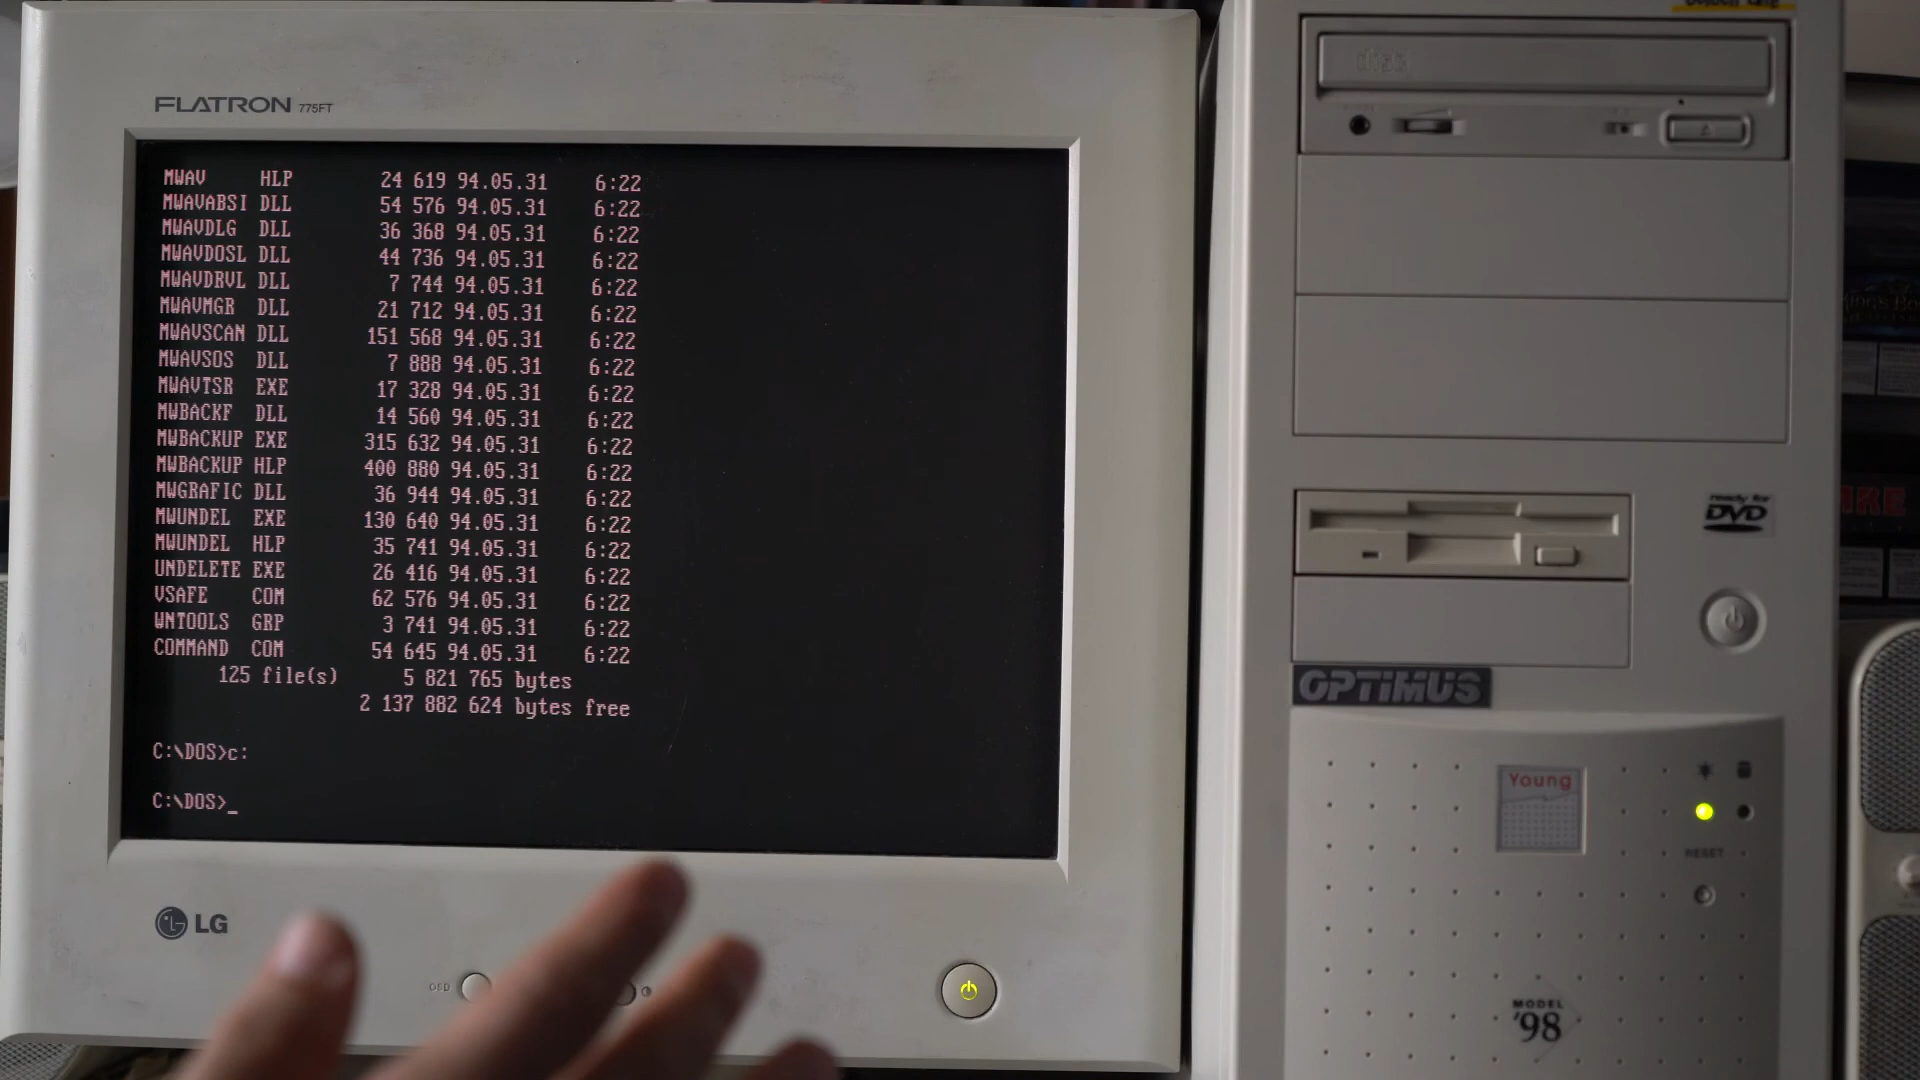 FLATRON 775FT
MWAV HLP 24 619 94.05.31 6:22
MWAVABSI DLL 54 576 94.05.31 6:22
MWAVDLG DLL 36 368 94.05.31 6:22
MWAVDOSL DLL 44 736 94.05.31 6:22
MWAVDRVL DLL 7 744 94.05.31 6:22
MWAVMGR DLL 21 712 94.05.31 6:22
MWAVSCAN DLL 151 568 94.05.31 6:22
MWAVSOS DLL 7 888 94.05.31 6:22
MWAVTSR EXE 17 328 94.05.31 6:22
MWBACKF DLL 14 560 94.05.31 6:22
MWBACKUP EXE 315 632 94.05.31 6:22
MWBACKUP HLP 400 880 94.05.31 6:22
MWGRAFIC DLL 36 944 94.05.31 6:22
MWUNDEL EXE 130 640 94.05.31 6:22
MWUNDEL HLP 35 741 94.05.31 6:22
UNDELETE EXE 26 416 94.05.31 6:22
VSAFE COM 62 576 94.05.31 6:22
WNTOOLS GRP 3 741 94.05.31 6:22
COMMAND COM 54 645 94.05.31 6:22
125 file(s) 5 821 765 bytes
2 137 882 624 bytes free
C:\DOS>c:
C:\DOS>_
LG
OSD
disc
ready for
DVD
OPTIMUS
Young
RESET
MODEL
'98